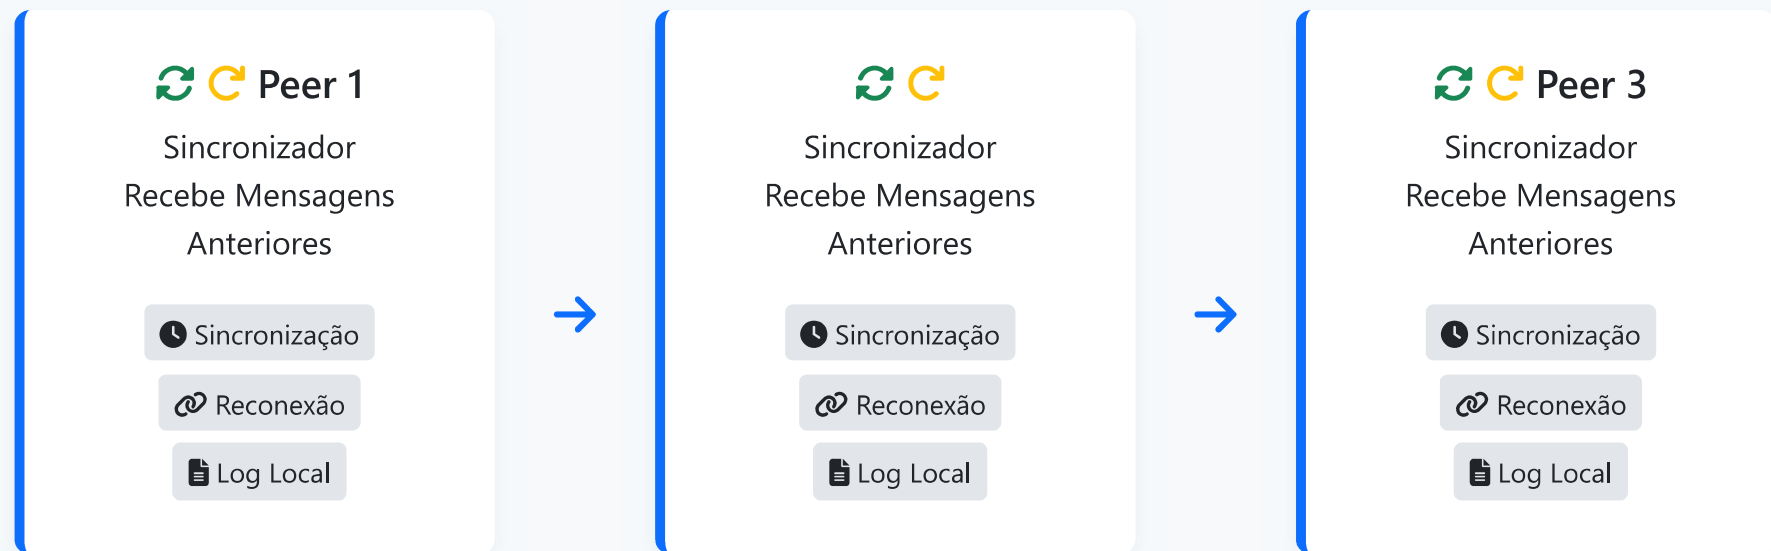 Peer 1
Sincronizador
Recebe Mensagens
Anteriores
Sincronização
Reconexão
Log Local
Sincronizador
Recebe Mensagens
Anteriores
Sincronização
Reconexão
Log Local
Peer 3
Sincronizador
Recebe Mensagens
Anteriores
Sincronização
Reconexão
Log Local